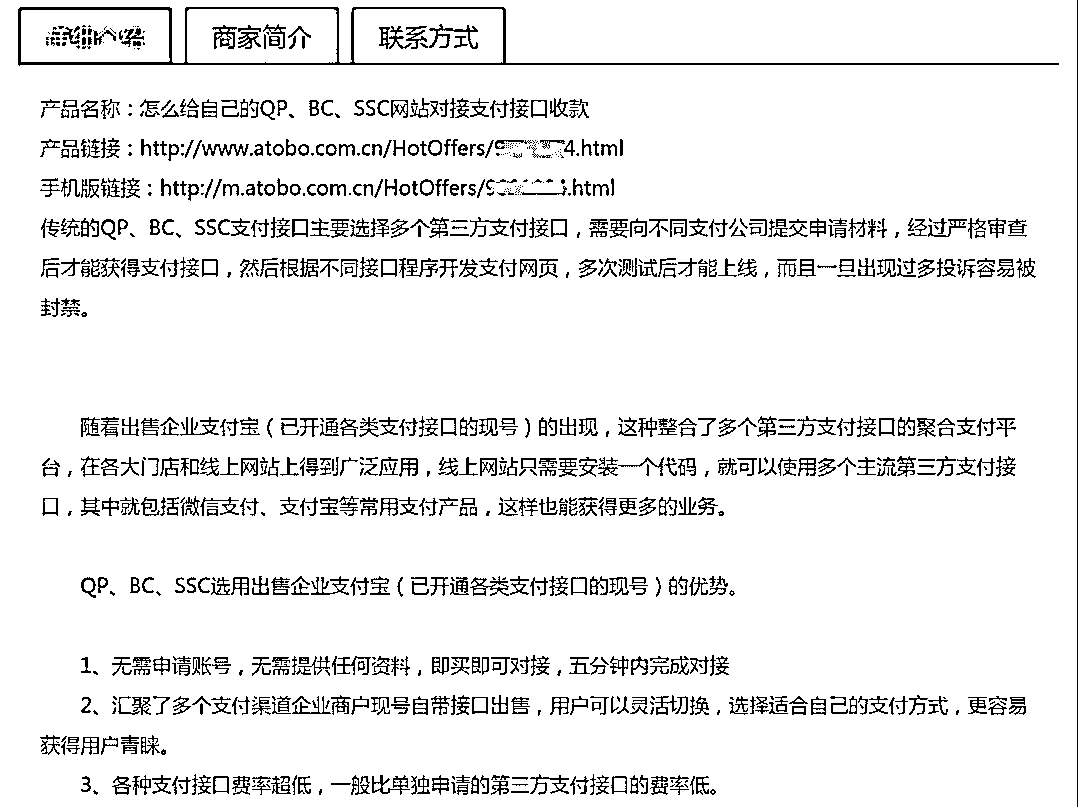 商家简介
联系方式
产品名称：怎么给自己的QP、BC、SSC网站对接支付接口收款
产品链接：http://www.atobo.com.cn/HotOffers/ 4.html
手机版链接：http://m.atobo.com.cn/HotOffers/ .html
传统的QP、BC、SSC支付接口主要选择多个第三方支付接口，需要向不同支付公司提交申请材料，经过严格审查
后才能获得支付接口，然后根据不同接口程序开发支付网页，多次测试后才能上线，而且一旦出现过多投诉容易被
封禁。
随着出售企业支付宝（已开通各类支付接口的现号）的出现，这种整合了多个第三方支付接口的聚合支付平
台，在各大门店和线上网站上得到广泛应用，线上网站只需要安装一个代码，就可以使用多个主流第三方支付接
口，其中就包括微信支付、支付宝等常用支付产品，这样也能获得更多的业务。
QP、BC、SSC选用出售企业支付宝（已开通各类支付接口的现号）的优势。
1、无需申请账号，无需提供任何资料，即买即可对接，五分钟内完成对接
2、汇聚了多个支付渠道企业商户现号自带接口出售，用户可以灵活切换，选择适合自己的支付方式，更容易
获得用户青睐。
3、各种支付接口费率超低，一般比单独申请的第三方支付接口的费率低。